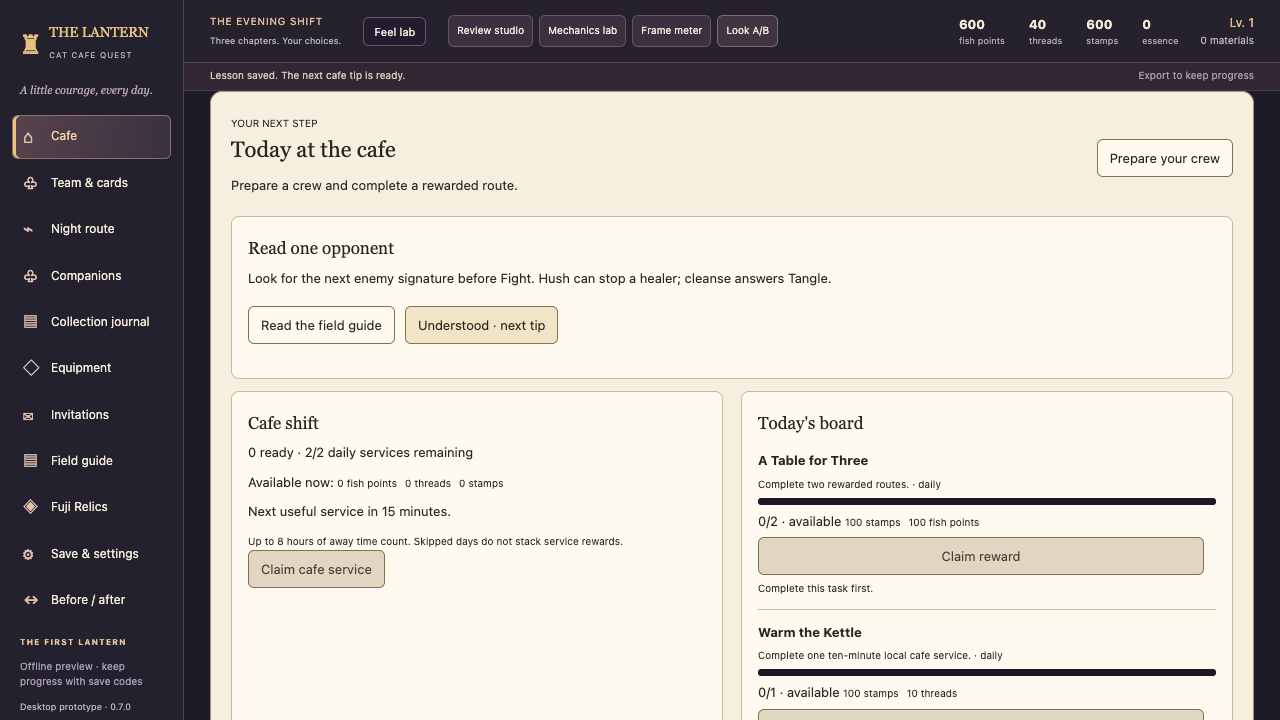 THE LANTERN
CAT CAFE QUEST
A little courage, every day.
Cafe
Team & cards
Night route
Companions
Collection journal
Equipment
Invitations
Field guide
Fuji Relics
Save & settings
Before / after
THE FIRST LANTERN
Offline preview · keep
progress with save codes
Desktop prototype · 0.7.0
THE EVENING SHIFT
Three chapters. Your choices.
Feel lab
Review studio
Mechanics lab
Frame meter
Look A/B
600 fish points
40 threads
600 stamps
0 essence
Lv. 1
0 materials
Lesson saved. The next cafe tip is ready.
Export to keep progress
YOUR NEXT STEP
Today at the cafe
Prepare a crew and complete a rewarded route.
Prepare your crew
Read one opponent
Look for the next enemy signature before Fight. Hush can stop a healer; cleanse answers Tangle.
Read the field guide
Understood · next tip
Cafe shift
0 ready · 2/2 daily services remaining
Available now: 0 fish points 0 threads 0 stamps
Next useful service in 15 minutes.
Up to 8 hours of away time count. Skipped days do not stack service rewards.
Claim cafe service
Today's board
A Table for Three
Complete two rewarded routes. · daily
0/2 · available 100 stamps 100 fish points
Claim reward
Complete this task first.
Warm the Kettle
Complete one ten-minute local cafe service. · daily
0/1 · available 100 stamps 10 threads